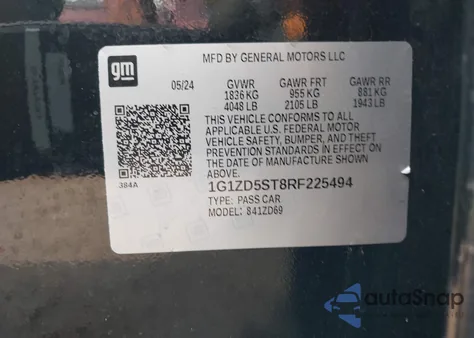 gm
MFD BY GENERAL MOTORS LLC
05/24 GVWR GAWR FRT GAWR RR
1836 KG 955 KG 881 KG
4048 LB 2105 LB 1943 LB
THIS VEHICLE CONFORMS TO ALL
APPLICABLE U.S. FEDERAL MOTOR
VEHICLE SAFETY, BUMPER, AND THEFT
PREVENTION STANDARDS IN EFFECT ON
THE DATE OF MANUFACTURE SHOWN ABOVE.
384A
1G1ZD5ST8RF225494
TYPE: PASS CAR
MODEL: 841ZD69
autoSnap